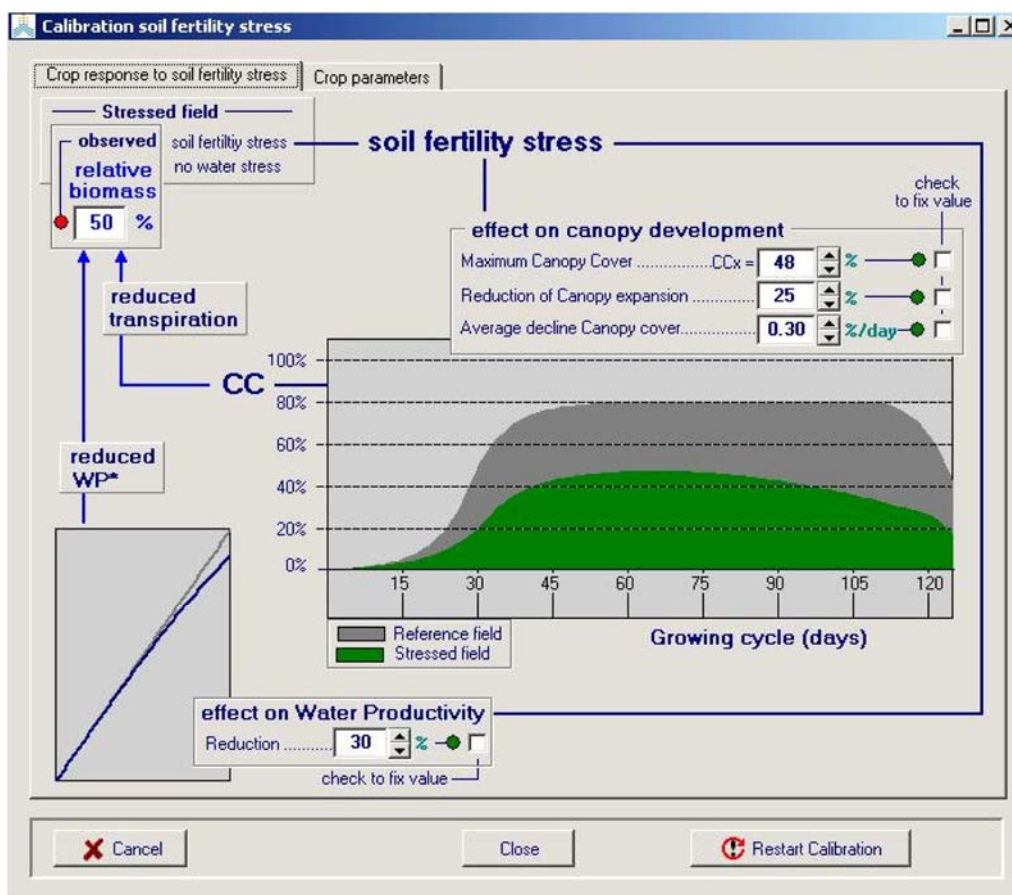 Calibration soil fertility stress
Crop response to soil fertility stress
Crop parameters
Stressed field
observed
soil fertiltiy stress
no water stress
relative
biomass
50 %
soil fertility stress
check
to fix value
effect on canopy development
Maximum Canopy Cover ................CCx = 48 %
Reduction of Canopy expansion ............... 25 %
Average decline Canopy cover.................. 0.30 %/day
reduced
transpiration
CC
100%
80%
60%
40%
20%
0%
15 30 45 60 75 90 105 120
Growing cycle (days)
Reference field
Stressed field
reduced
WP*
effect on Water Productivity
Reduction ........... 30 %
check to fix value
Cancel
Close
Restart Calibration